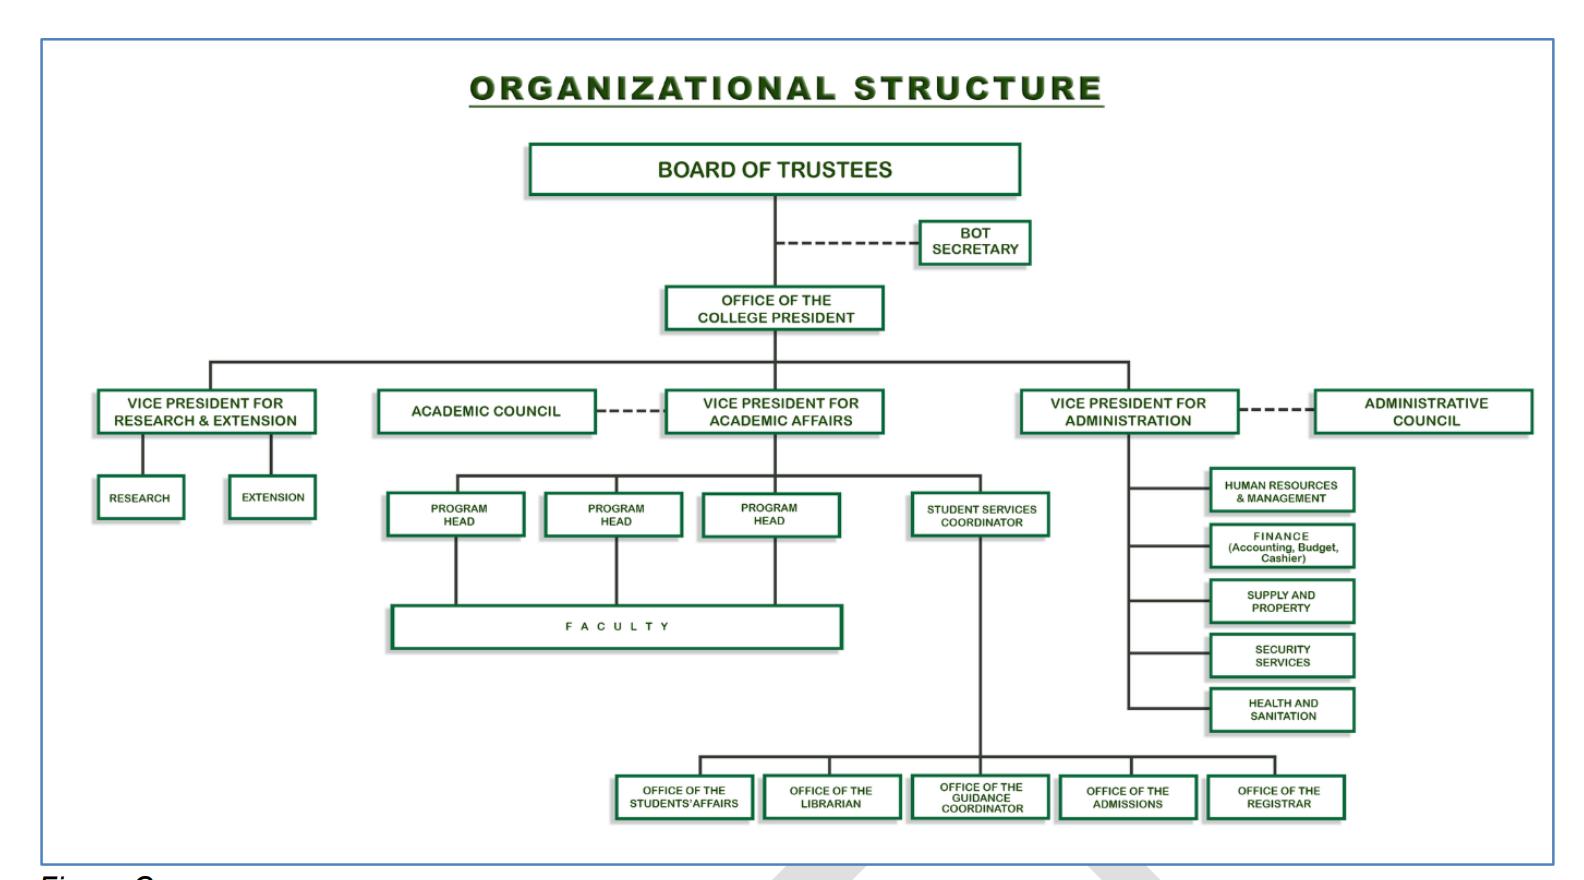 ORGANIZATIONAL STRUCTURE
BOARD OF TRUSTEES
BOT
SECRETARY
OFFICE OF THE
COLLEGE PRESIDENT
VICE PRESIDENT FOR
RESEARCH & EXTENSION
ACADEMIC COUNCIL
VICE PRESIDENT FOR
ACADEMIC AFFAIRS
VICE PRESIDENT FOR
ADMINISTRATION
ADMINISTRATIVE
COUNCIL
RESEARCH
EXTENSION
PROGRAM
HEAD
PROGRAM
HEAD
PROGRAM
HEAD
STUDENT SERVICES
COORDINATOR
HUMAN RESOURCES
& MANAGEMENT
FINANCE
(Accounting, Budget,
Cashier)
SUPPLY AND
PROPERTY
SECURITY
SERVICES
HEALTH AND
SANITATION
FACULTY
OFFICE OF THE
STUDENTS'AFFAIRS
OFFICE OF THE
LIBRARIAN
OFFICE OF THE
GUIDANCE
COORDINATOR
OFFICE OF THE
ADMISSIONS
OFFICE OF THE
REGISTRAR